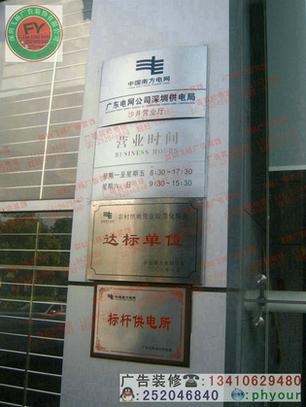 FY
中国南方电网
广东电网公司深圳供电局
沙井营业厅
营业时间
BUSINESS HOURS
星期一至星期五 8:30-17:30
星期六、日 9:30-15:30
达标单位
中国南方电网
标杆供电所
广告装修☎:13410629480
:252046840 :phyour